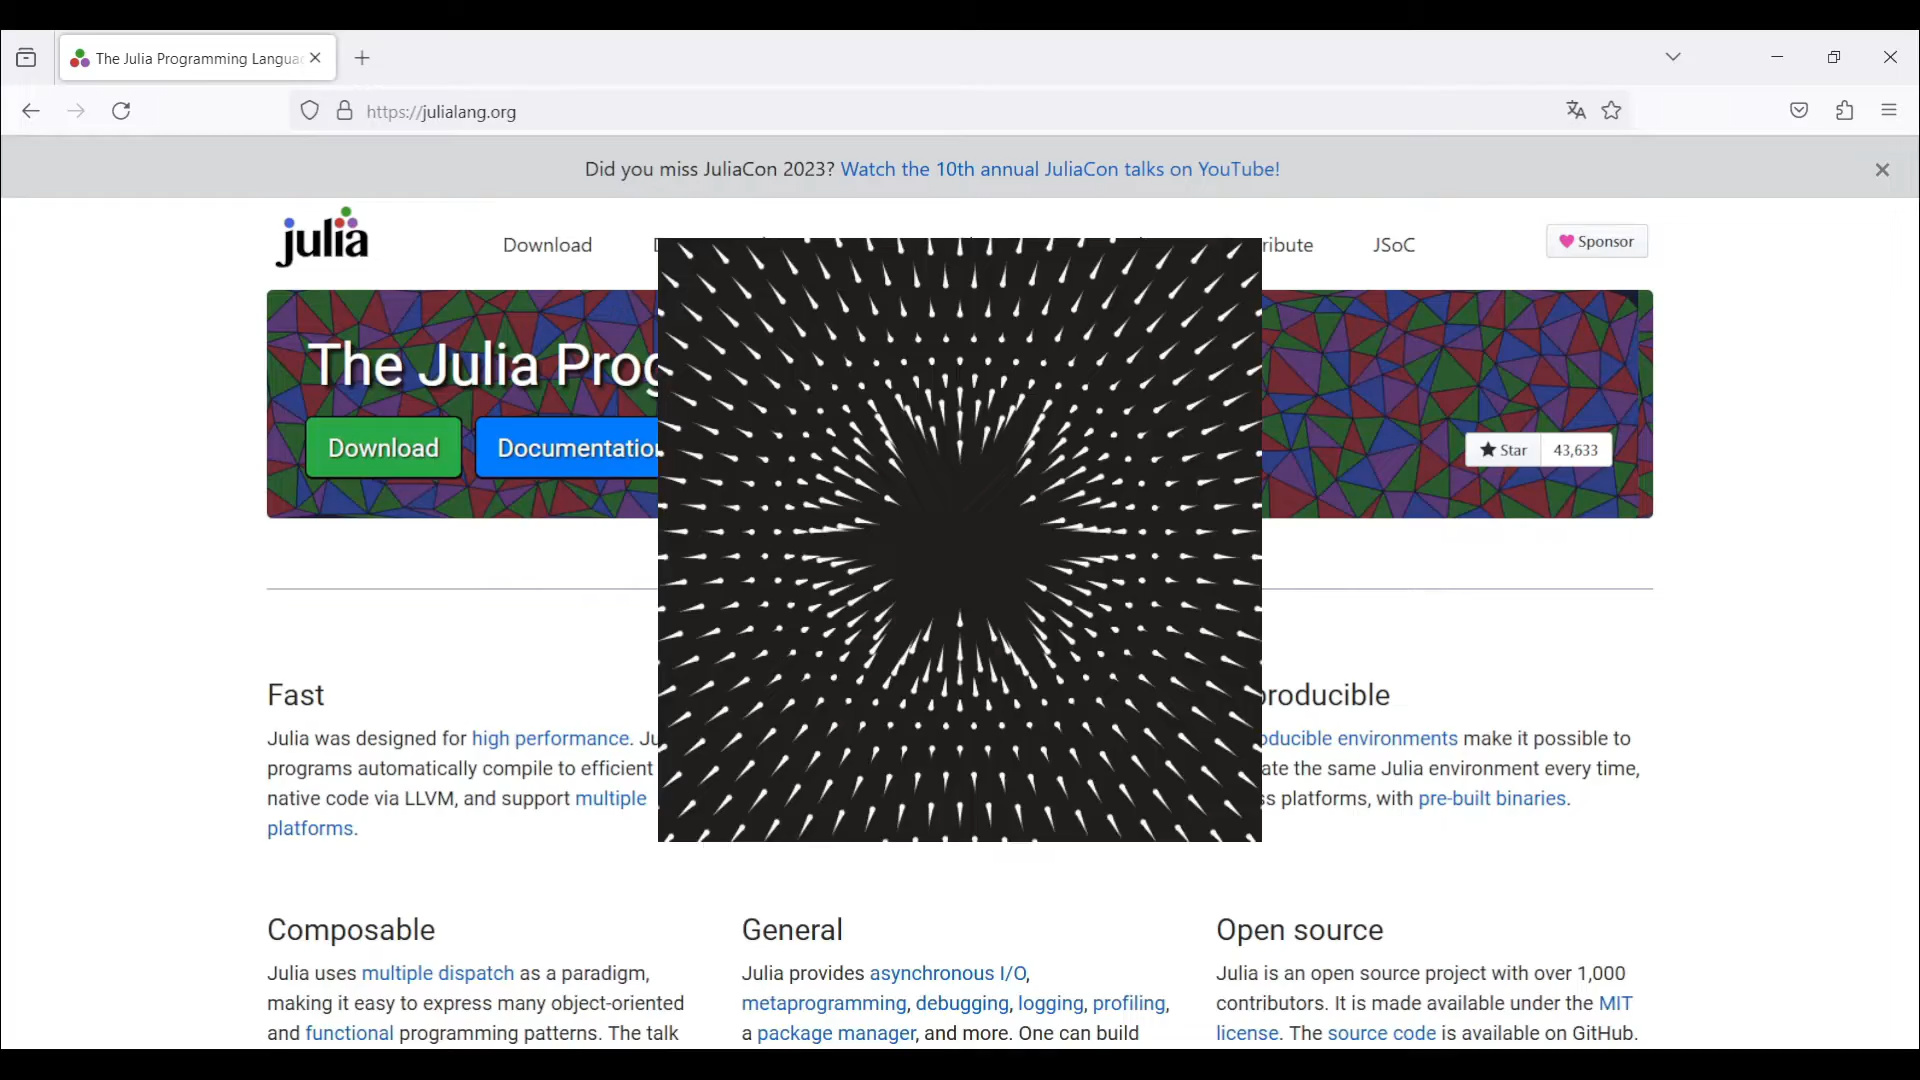 The Julia Programming Langua
https://julialang.org
Did you miss JuliaCon 2023? Watch the 10th annual JuliaCon talks on YouTube!
julia
Download
ribute
JSoC
Sponsor
The Julia Prog
Download
Documentation
Star
43,633
Fast
Julia was designed for high performance. Ju
programs automatically compile to efficient
native code via LLVM, and support multiple
platforms.
producible
oducible environments make it possible to
ate the same Julia environment every time,
ss platforms, with pre-built binaries.
Composable
Julia uses multiple dispatch as a paradigm,
making it easy to express many object-oriented
and functional programming patterns. The talk
General
Julia provides asynchronous I/O,
metaprogramming, debugging, logging, profiling,
a package manager, and more. One can build
Open source
Julia is an open source project with over 1,000
contributors. It is made available under the MIT
license. The source code is available on GitHub.